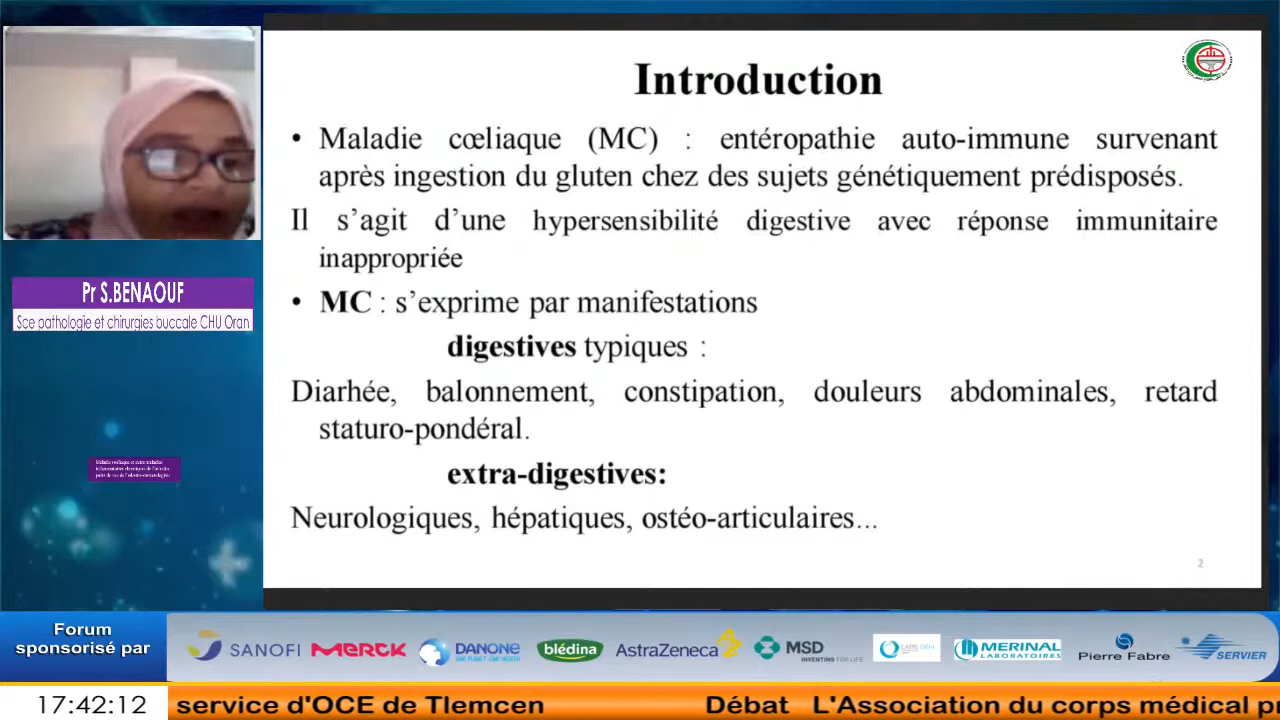 Introduction
• Maladie cœliaque (MC) : entéropathie auto-immune survenant
après ingestion du gluten chez des sujets génétiquement prédisposés.
Il s’agit d’une hypersensibilité digestive avec réponse immunitaire
inappropriée
• MC : s’exprime par manifestations
digestives typiques :
Diarhée, balonnement, constipation, douleurs abdominales, retard
staturo-pondéral.
extra-digestives:
Neurologiques, hépatiques, ostéo-articulaires...
2
Pr S.BENAOUF
Sce pathologie et chirurgies buccale CHU Oran
Forum
sponsorisé par
SANOFI MERCK DANONE blédina AstraZeneca MSD MERINAL Pierre Fabre SERVIER
INVENTING FOR LIFE
LABORATOIRES
17:42:12 service d'OCE de Tlemcen Débat L'Association du corps médical p